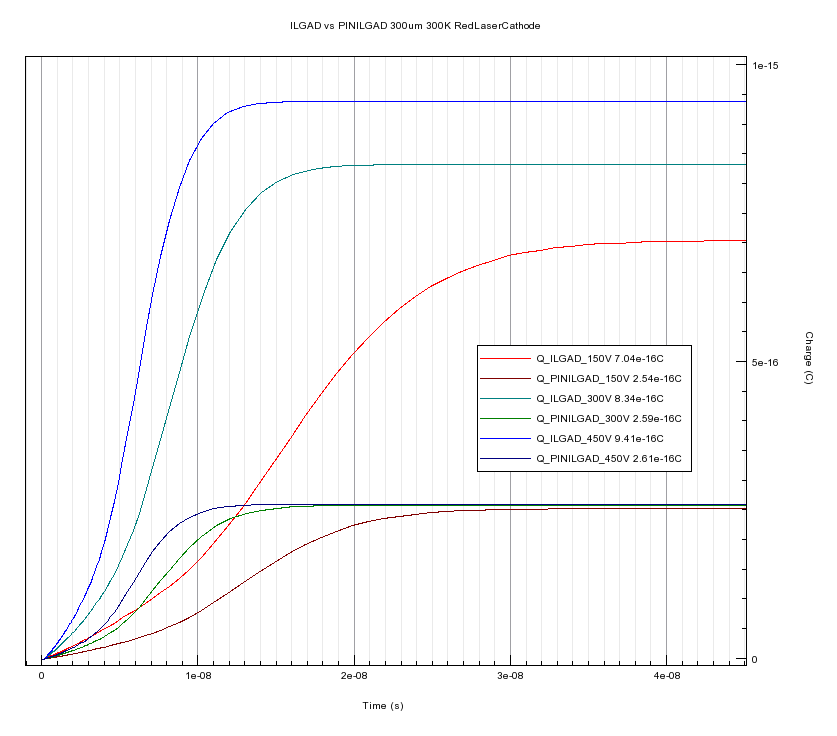 ILGAD vs PINILGAD 300um 300K RedLaserCathode
1e-15
5e-16
0
Charge (C)
Q_ILGAD_150V 7.04e-16C
Q_PINILGAD_150V 2.54e-16C
Q_ILGAD_300V 8.34e-16C
Q_PINILGAD_300V 2.59e-16C
Q_ILGAD_450V 9.41e-16C
Q_PINILGAD_450V 2.61e-16C
0
1e-08
2e-08
3e-08
4e-08
Time (s)